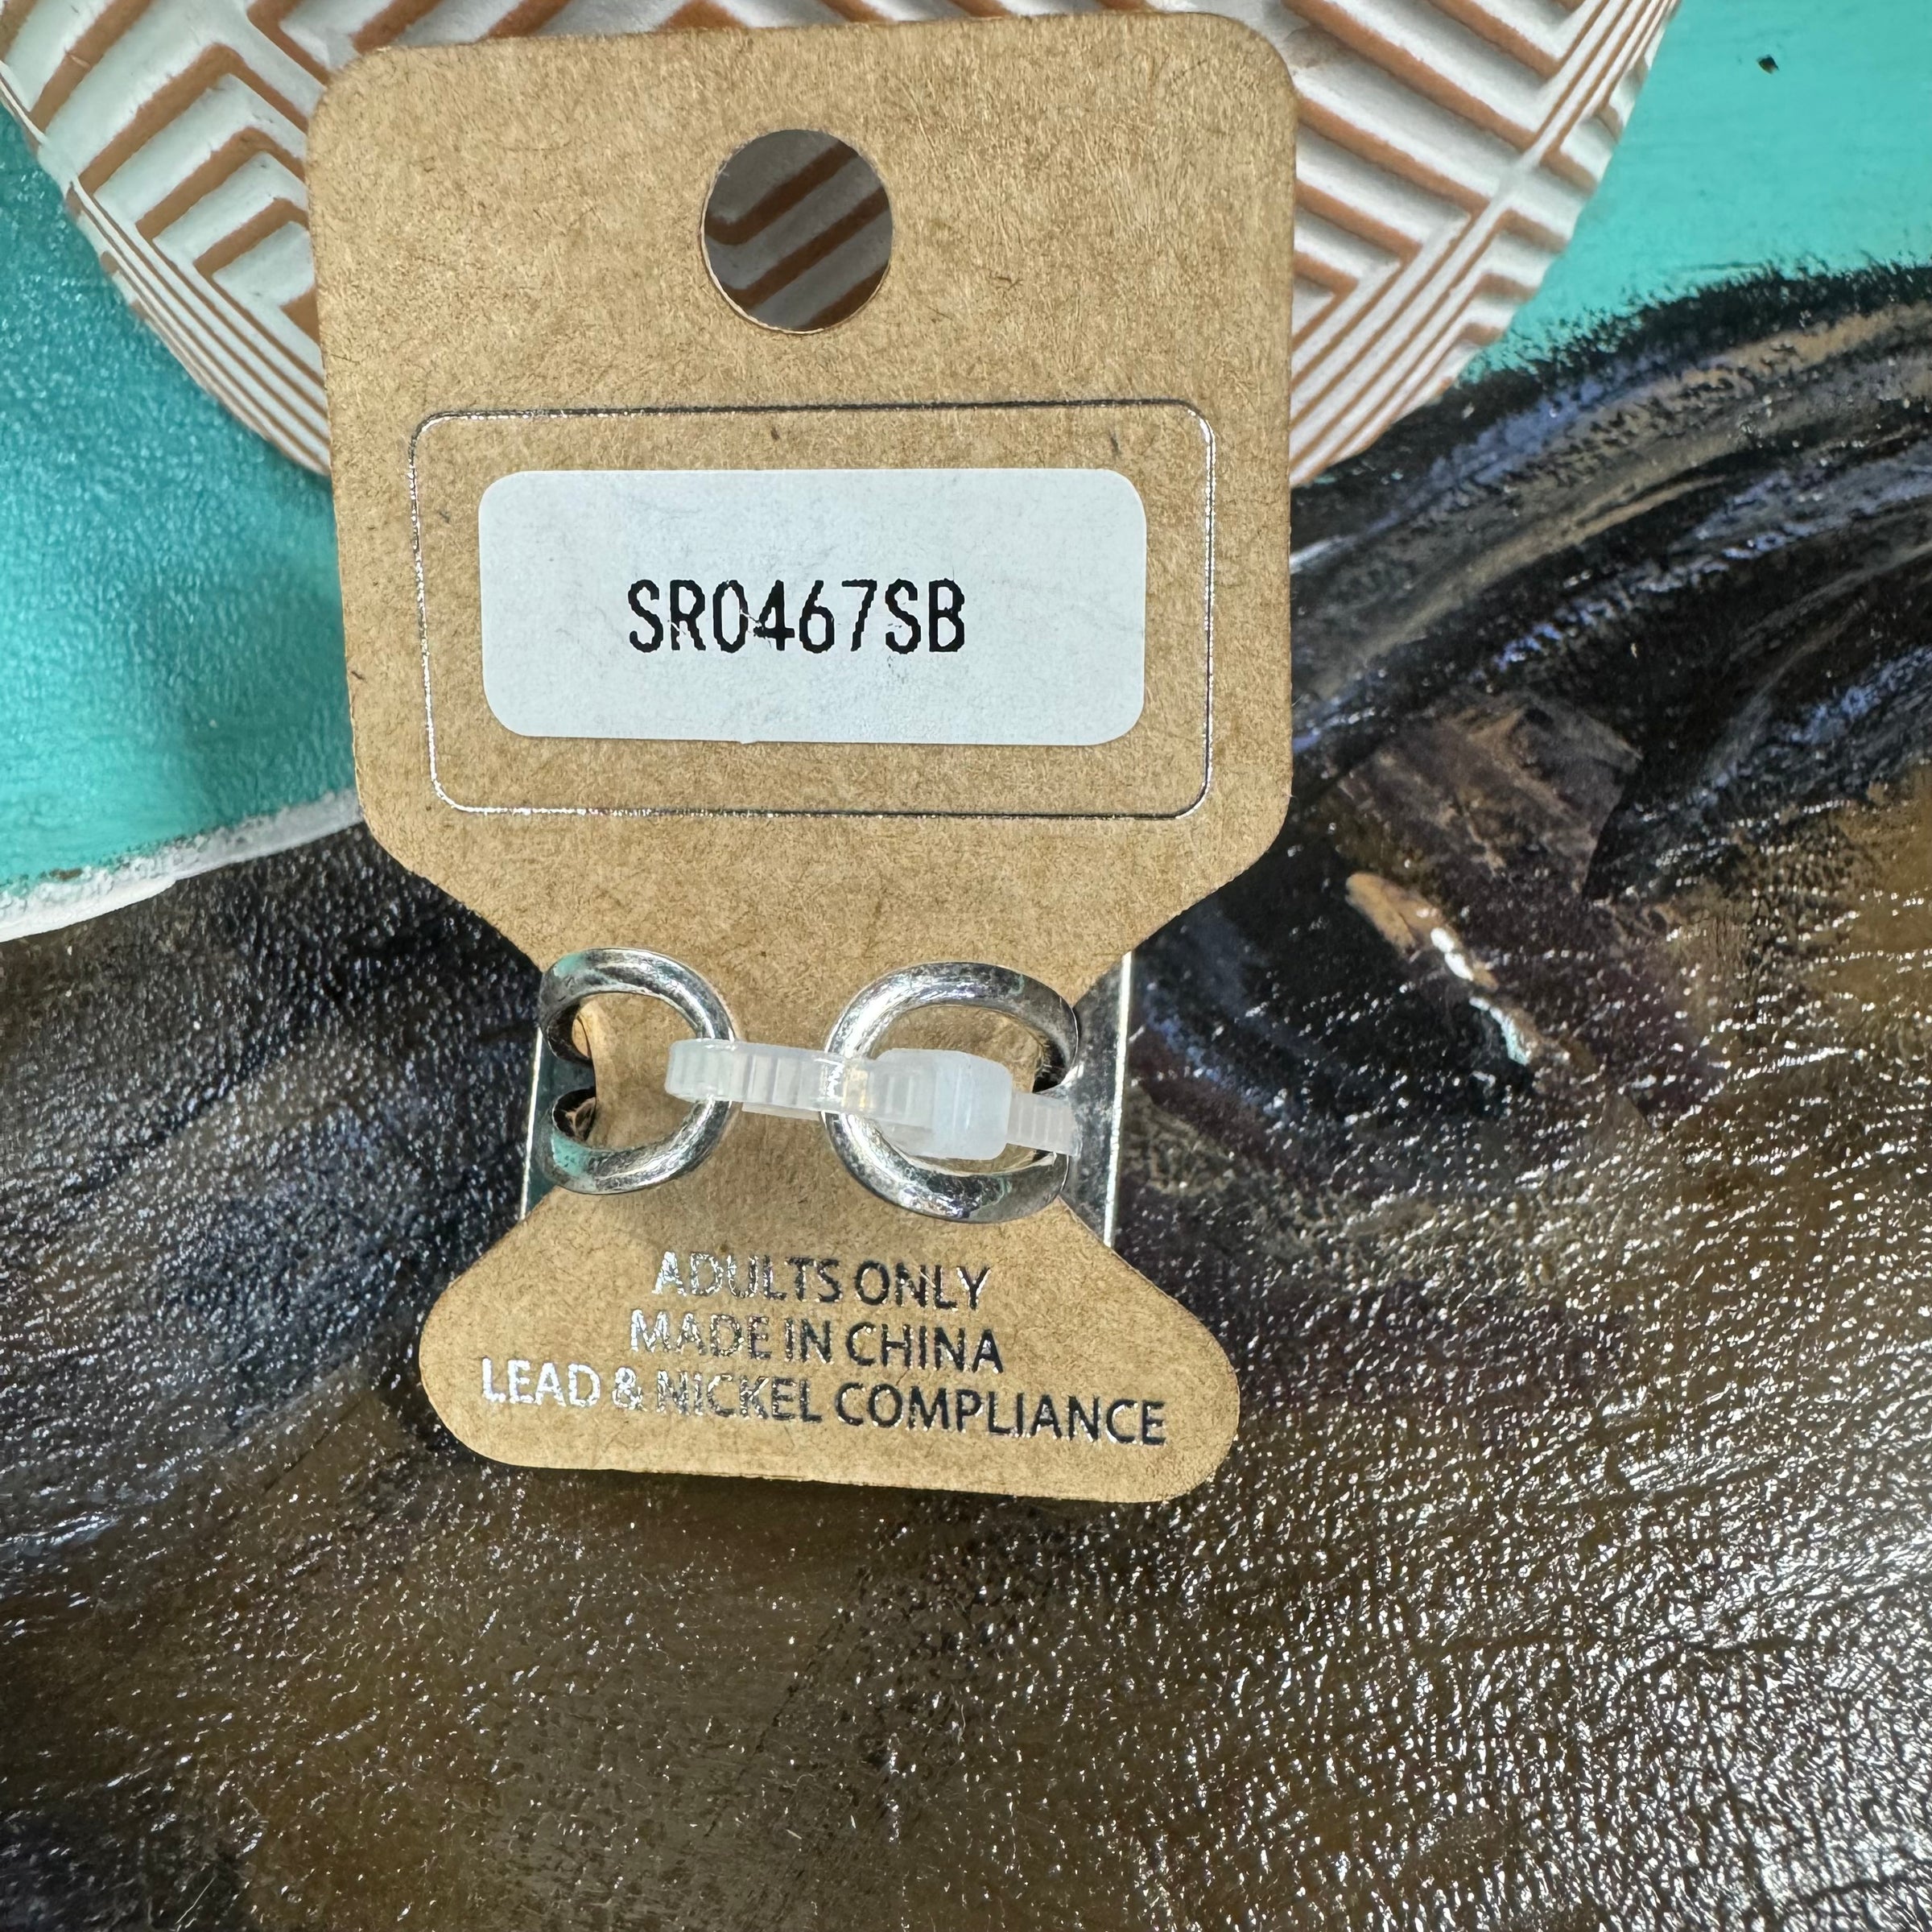 SR0467SB
ADULTS ONLY
MADE IN CHINA
LEAD & NICKEL COMPLIANCE